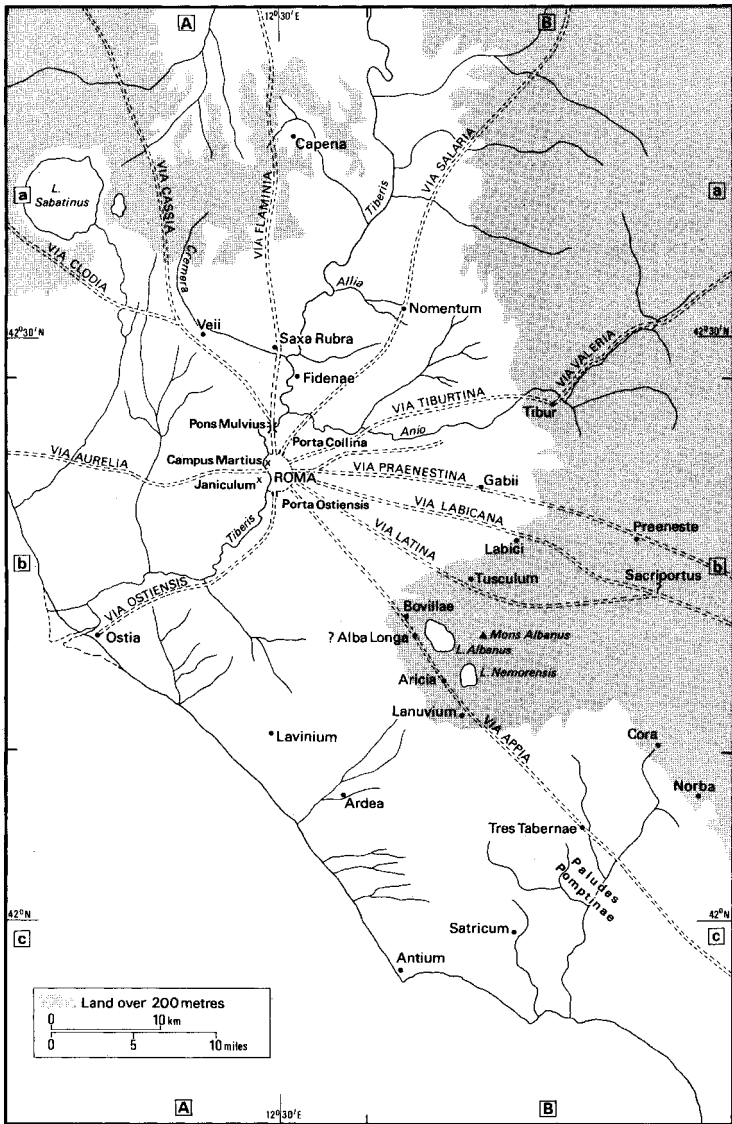 A
12°30′E
B
Capena
L.
Sabatinus
a
VIA CASSIA
VIA FLAMINIA
Tiberis
VIA SALARIA
a
VIA CLODIA
Cremera
Allia
Nomentum
42°30′N
Veii
Saxa Rubra
42°30′N
VIA VALERIA
Fidenae
VIA TIBURTINA
Tibur
Pons Mulvius
Anio
Porta Collina
VIA AURELIA
Campus Martius
ROMA
VIA PRAENESTINA
Janiculum
Gabii
Porta Ostiensis
VIA LABICANA
Tiberis
VIA LATINA
Praeneste
Labici
b
b
Tusculum
Sacriportus
VIA OSTIENSIS
Bovillae
Ostia
? Alba Longa
Mons Albanus
L. Albanus
Aricia
L. Nemorensis
Lanuvium
VIA APPIA
Lavinium
Cora
Norba
Ardea
Tres Tabernae
Paludes
Pomptinae
42°N
42°N
c
Satricum
c
Antium
Land over 200 metres
0 10 km
0 5 10 miles
A
12°30′E
B